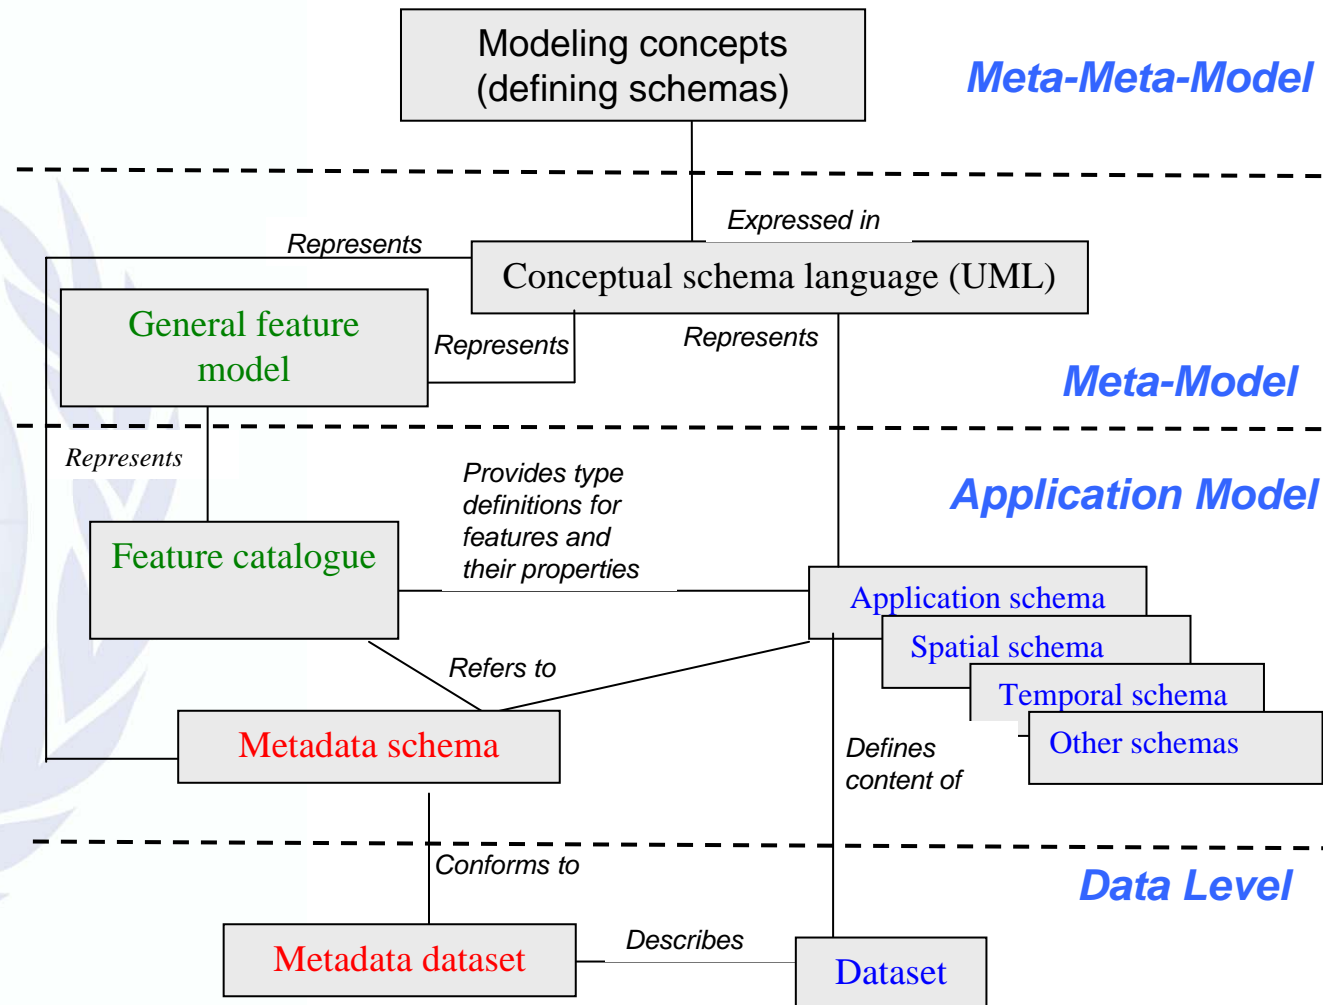 Modeling concepts
(defining schemas)
Meta-Meta-Model
Expressed in
Represents
Conceptual schema language (UML)
General feature
model
Represents
Represents
Meta-Model
Represents
Provides type
definitions for
features and
their properties
Application Model
Feature catalogue
Application schema
Spatial schema
Refers to
Temporal schema
Metadata schema
Defines
content of
Other schemas
Conforms to
Data Level
Metadata dataset
Describes
Dataset